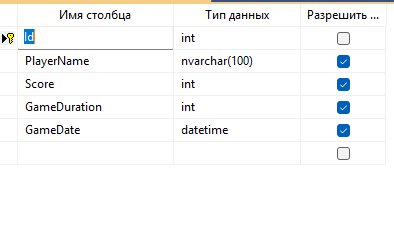 Имя столбца Тип данных Разрешить ...
Id int
PlayerName nvarchar(100)
Score int
GameDuration int
GameDate datetime